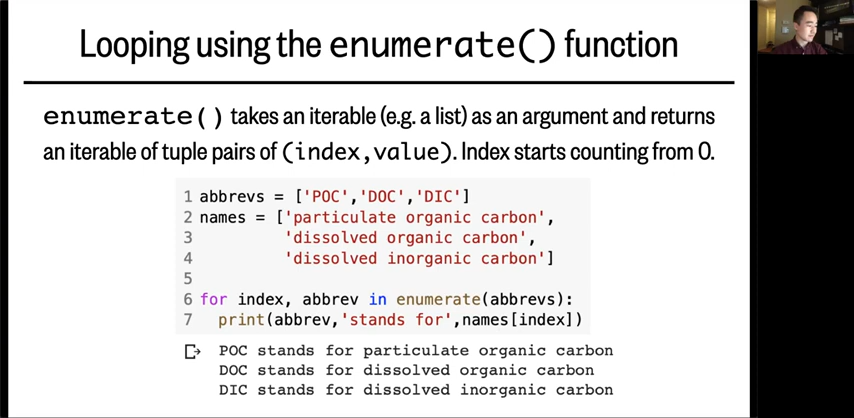 Looping using the enumerate() function
enumerate() takes an iterable (e.g. a list) as an argument and returns
an iterable of tuple pairs of (index,value). Index starts counting from 0.
1 abbrevs = ['POC','DOC','DIC']
2 names = ['particulate organic carbon',
3 'dissolved organic carbon',
4 'dissolved inorganic carbon']
5
6 for index, abbrev in enumerate(abbrevs):
7 print(abbrev,'stands for',names[index])
POC stands for particulate organic carbon
DOC stands for dissolved organic carbon
DIC stands for dissolved inorganic carbon